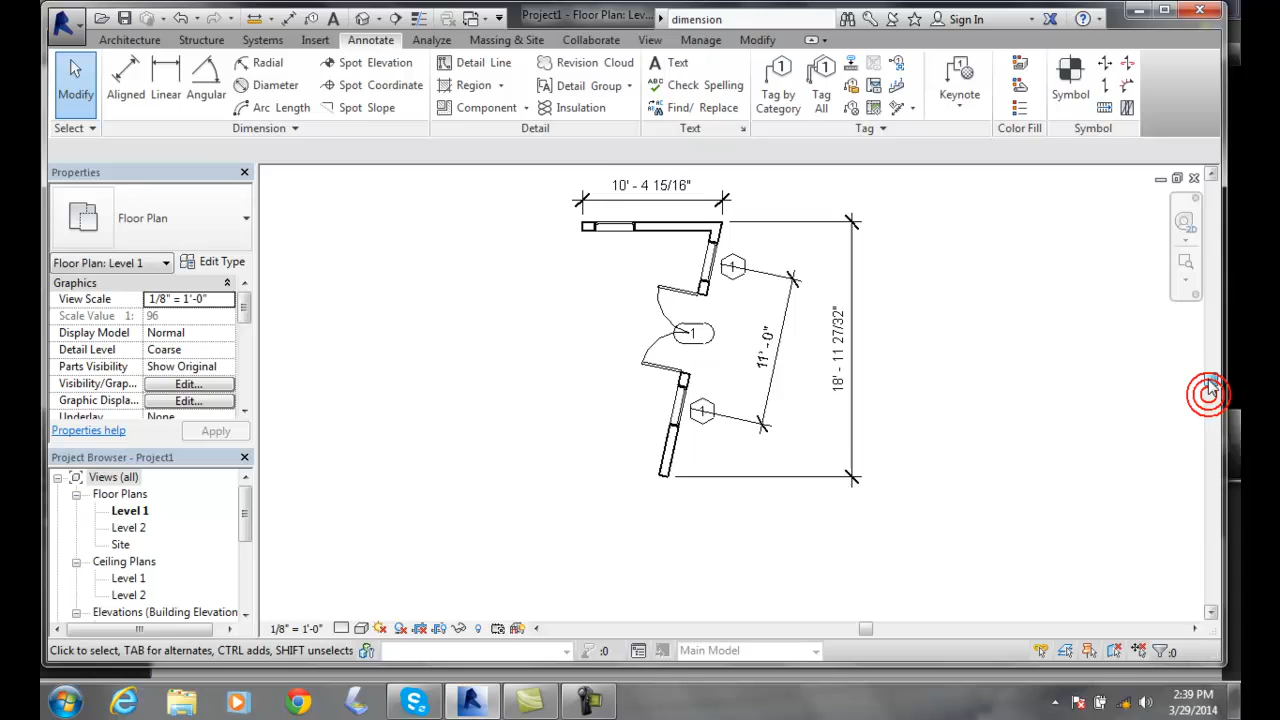 Project1 - Floor Plan: Lev...
dimension
Sign In
Architecture Structure Systems Insert Annotate Analyze Massing & Site Collaborate View Manage Modify
Modify
Aligned Linear Angular
Radial
Diameter
Arc Length
Spot Elevation
Spot Coordinate
Spot Slope
Detail Line
Region
Component
Revision Cloud
Detail Group
Insulation
Text
Check Spelling
Find/ Replace
Tag by
Category
Tag
All
Keynote
Symbol
Select Dimension Detail Text Tag Color Fill Symbol
Properties
Floor Plan
Floor Plan: Level 1 Edit Type
Graphics
View Scale 1/8" = 1'-0"
Scale Value 1: 96
Display Model Normal
Detail Level Coarse
Parts Visibility Show Original
Visibility/Grap... Edit...
Graphic Displa... Edit...
Underlay None
Properties help Apply
Project Browser - Project1
Views (all)
Floor Plans
Level 1
Level 2
Site
Ceiling Plans
Level 1
Level 2
Elevations (Building Elevation
10' - 4 15/16"
1
1
1
11' - 0"
18' - 11 27/32"
2D
1/8" = 1'-0"
Click to select, TAB for alternates, CTRL adds, SHIFT unselects
:0
Main Model
:0
2:39 PM
3/29/2014